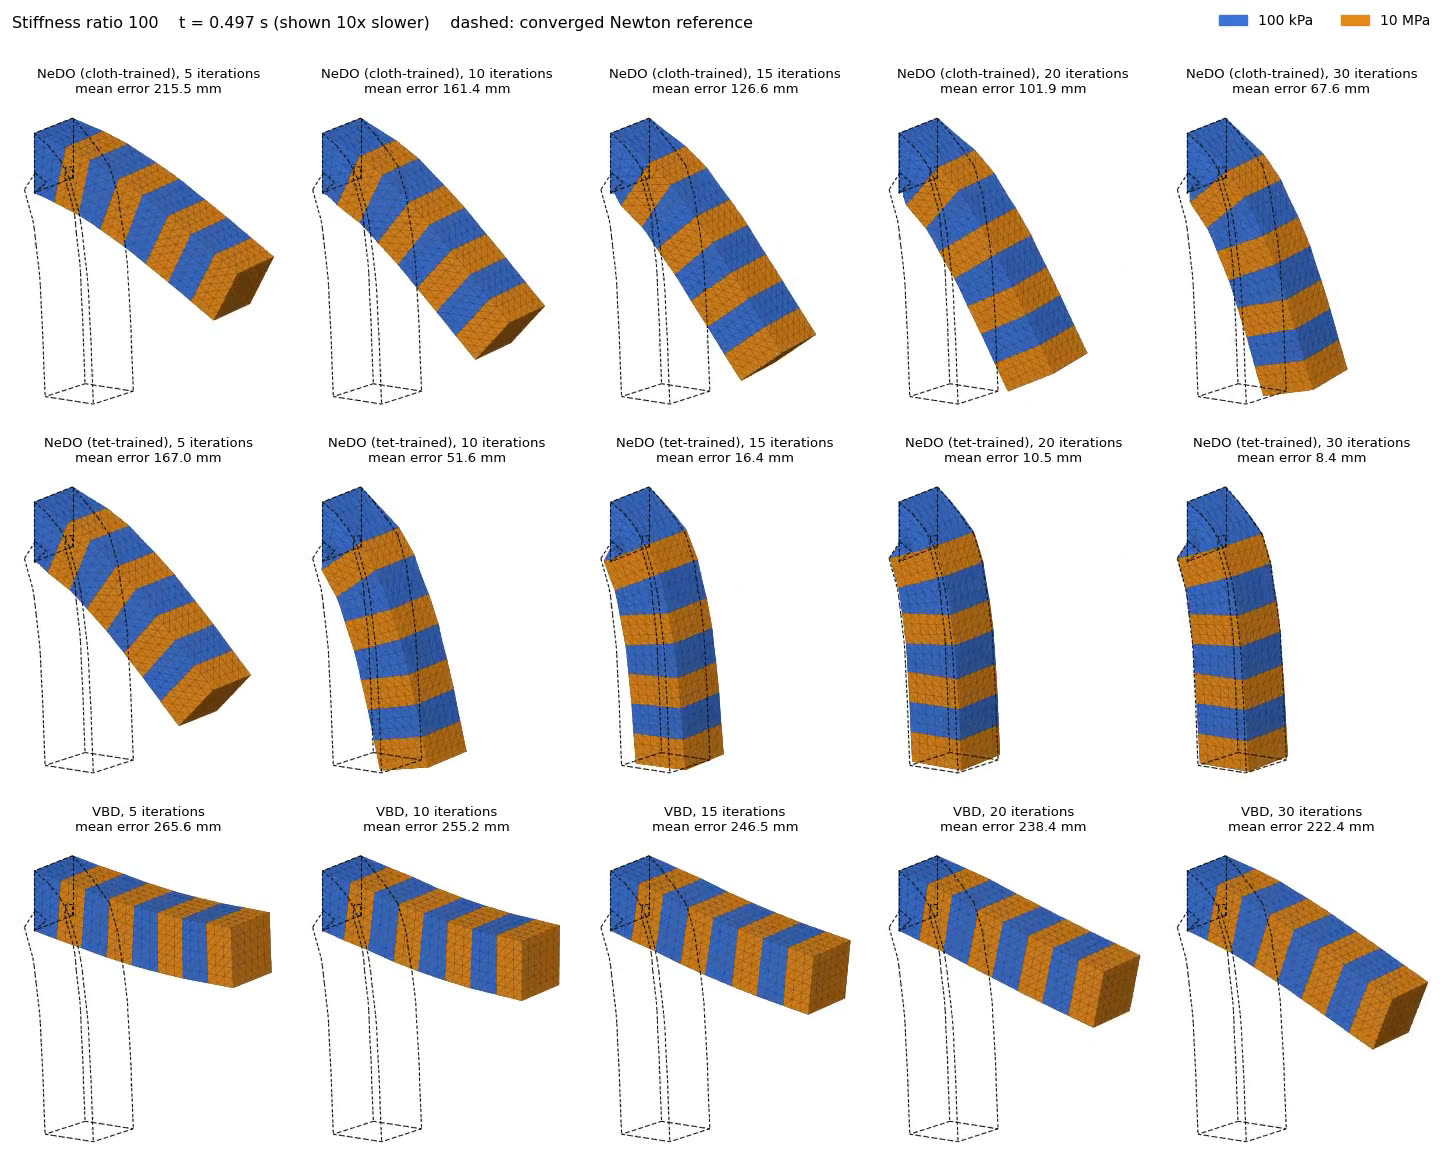 Stiffness ratio 100    t = 0.497 s (shown 10x slower)    dashed: converged Newton reference
100 kPa    10 MPa
NeDO (cloth-trained), 5 iterations
mean error 215.5 mm
NeDO (cloth-trained), 10 iterations
mean error 161.4 mm
NeDO (cloth-trained), 15 iterations
mean error 126.6 mm
NeDO (cloth-trained), 20 iterations
mean error 101.9 mm
NeDO (cloth-trained), 30 iterations
mean error 67.6 mm
NeDO (tet-trained), 5 iterations
mean error 167.0 mm
NeDO (tet-trained), 10 iterations
mean error 51.6 mm
NeDO (tet-trained), 15 iterations
mean error 16.4 mm
NeDO (tet-trained), 20 iterations
mean error 10.5 mm
NeDO (tet-trained), 30 iterations
mean error 8.4 mm
VBD, 5 iterations
mean error 265.6 mm
VBD, 10 iterations
mean error 255.2 mm
VBD, 15 iterations
mean error 246.5 mm
VBD, 20 iterations
mean error 238.4 mm
VBD, 30 iterations
mean error 222.4 mm